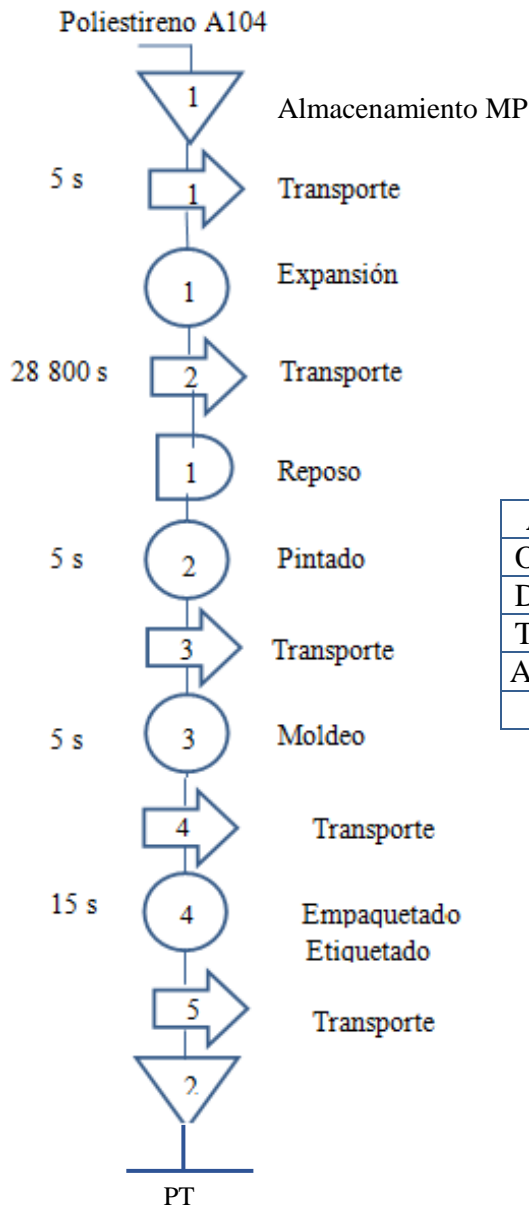 Poliestireno A104
1
Almacenamiento MP
5 s
1
Transporte
1
Expansión
28 800 s
2
Transporte
1
Reposo
5 s
2
Pintado
3
Transporte
5 s
3
Moldeo
4
Transporte
15 s
4
Empaquetado
Etiquetado
5
Transporte
2
PT
O
D
T
A